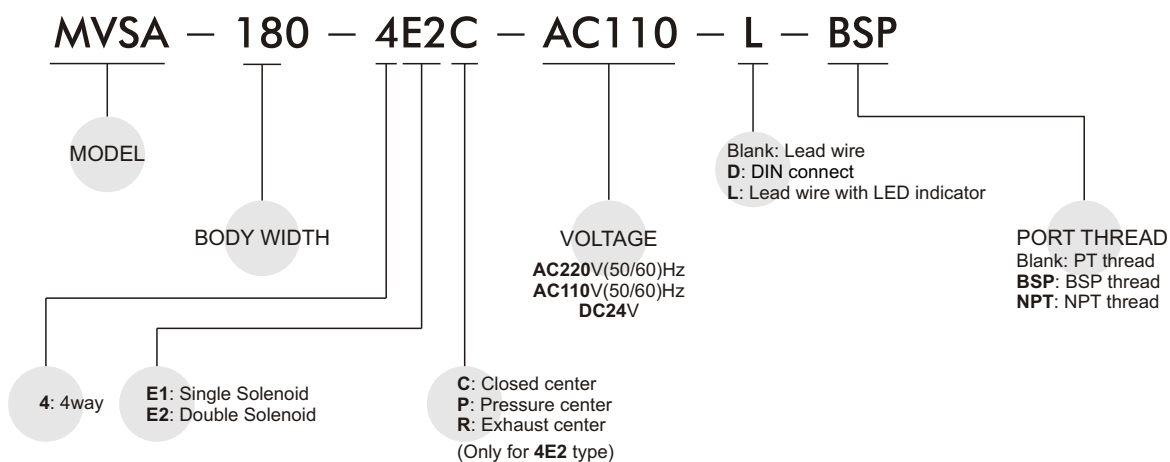 MVSA – 180 – 4E2C – AC110 – L – BSP
MODEL
BODY WIDTH
VOLTAGE
AC220V(50/60)Hz
AC110V(50/60)Hz
DC24V
Blank: Lead wire
D: DIN connect
L: Lead wire with LED indicator
PORT THREAD
Blank: PT thread
BSP: BSP thread
NPT: NPT thread
4: 4way
E1: Single Solenoid
E2: Double Solenoid
C: Closed center
P: Pressure center
R: Exhaust center
(Only for 4E2 type)